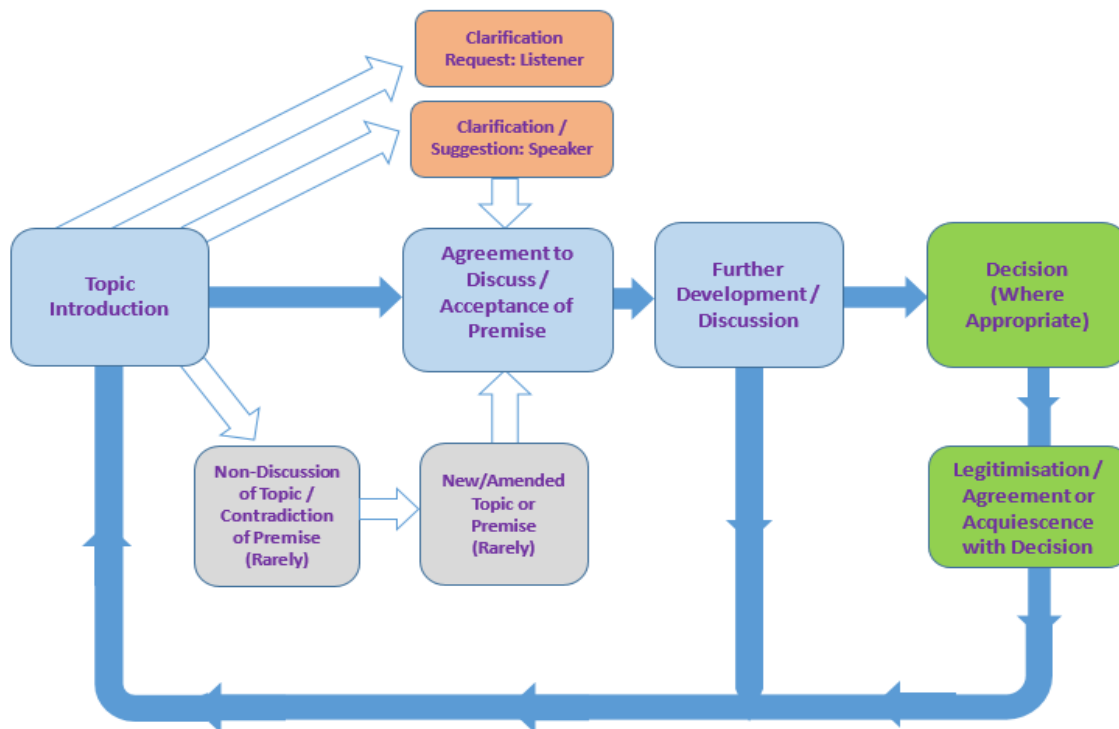 Clarification
Request: Listener
Clarification /
Suggestion: Speaker
Topic
Introduction
Agreement to
Discuss /
Acceptance of
Premise
Further
Development /
Discussion
Decision
(Where
Appropriate)
Non-Discussion
of Topic /
Contradiction
of Premise
(Rarely)
New/Amended
Topic or
Premise
(Rarely)
Legitimisation /
Agreement or
Acquiescence
with Decision